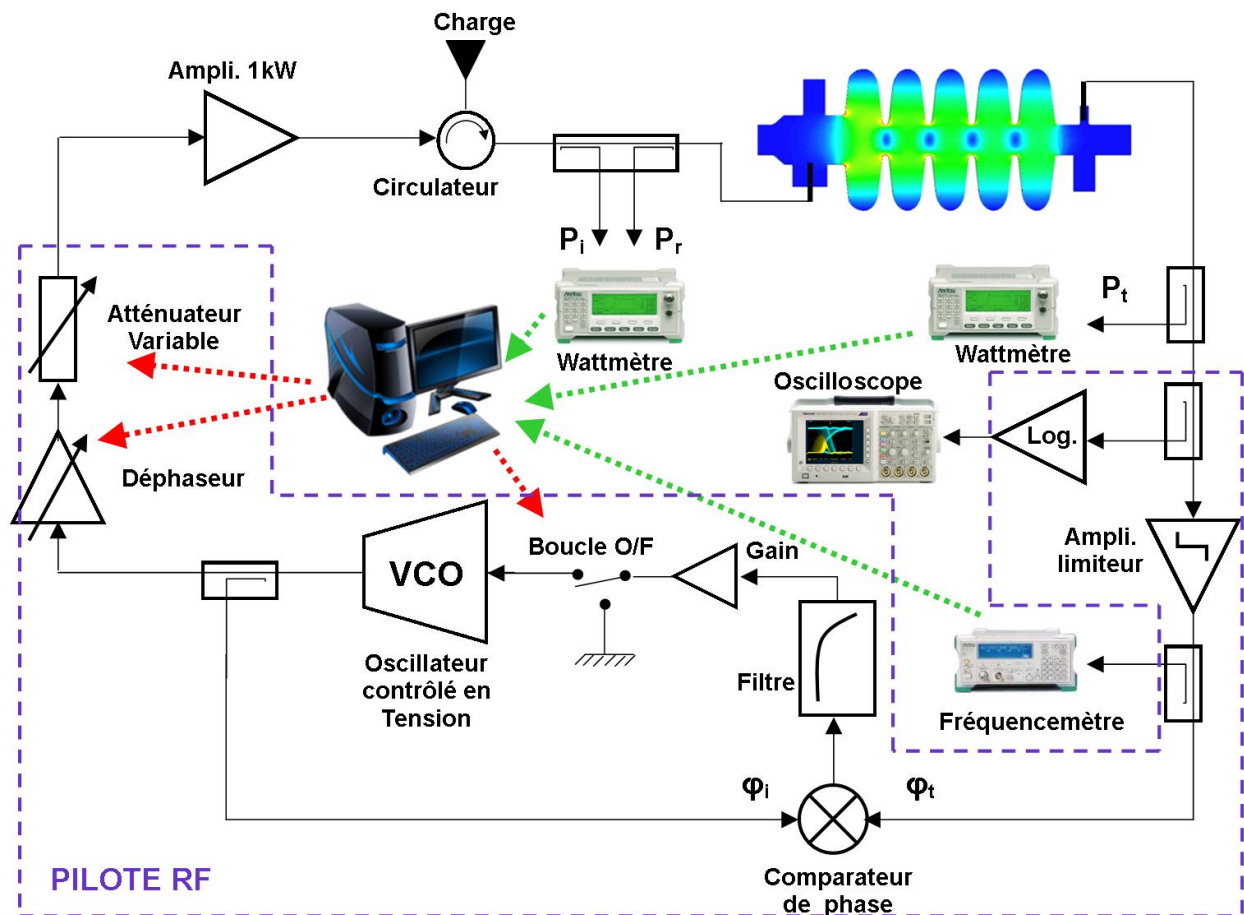 Charge
Ampli. 1kW
Circulateur
Pi
Pr
Pt
Atténuateur
Variable
Wattmètre
Wattmètre
Oscilloscope
Log.
Déphaseur
Ampli.
limiteur
Boucle O/F
Gain
VCO
Oscillateur
contrôlé en
Tension
Filtre
Fréquencemètre
φi
φt
PILOTE RF
Comparateur
de phase